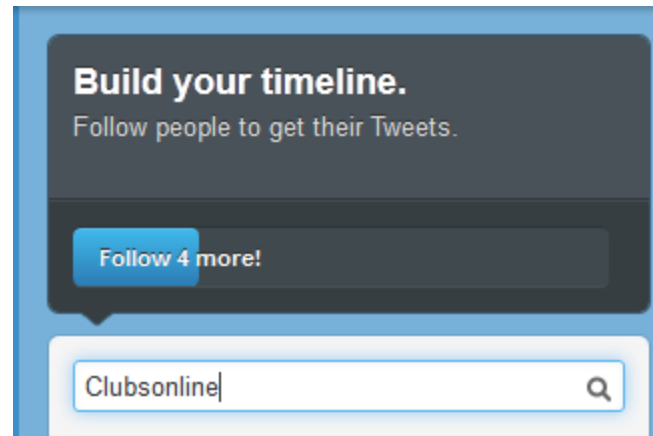 Build your timeline.
Follow people to get their Tweets.
Follow 4 more!
Clubsonline